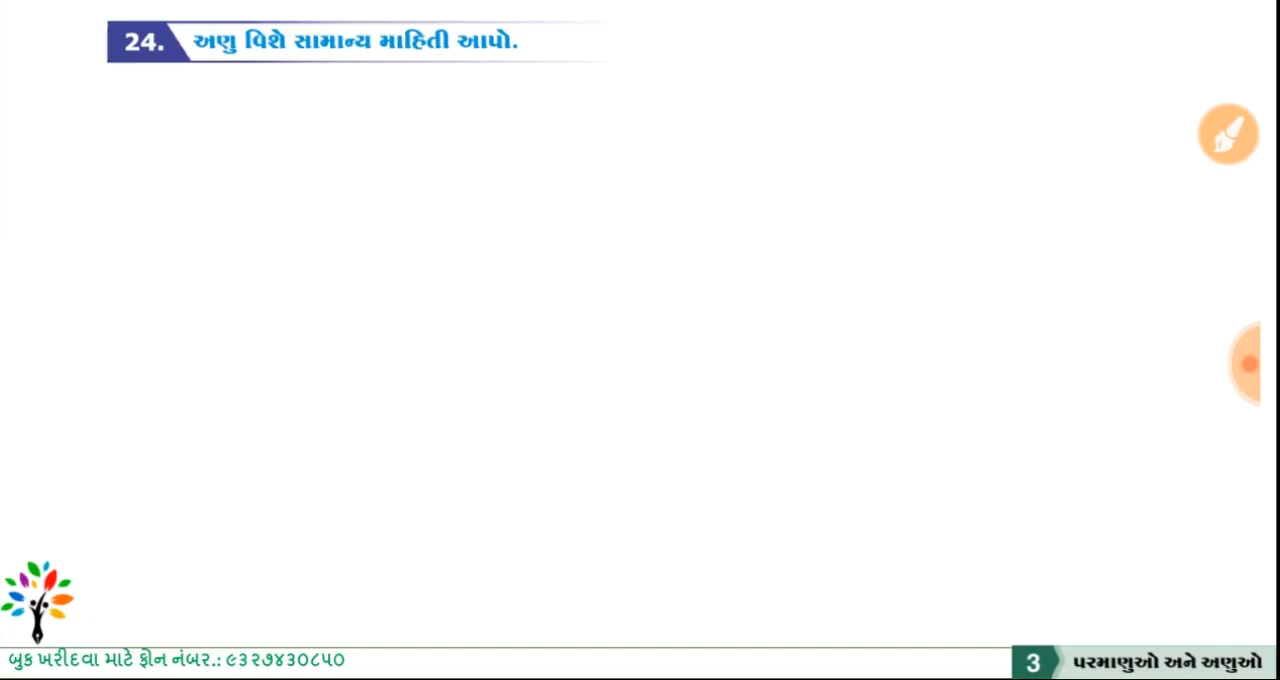 24. અણુ વિશે સામાન્ય માહિતી આપો.
બુક ખરીદવા માટે ફોન નંબર.: ૯૩૨૭૪૩૦૮૫૦
3 પરમાણુઓ અને અણુઓ